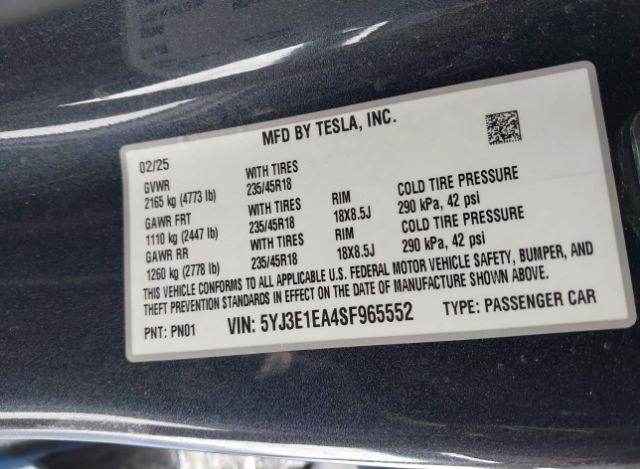 MFD BY TESLA, INC.
02/25
GVWR WITH TIRES
2165 kg (4773 lb) 235/45R18 COLD TIRE PRESSURE
GAWR FRT WITH TIRES RIM 290 kPa, 42 psi
1110 kg (2447 lb) 235/45R18 18X8.5J COLD TIRE PRESSURE
GAWR RR WITH TIRES RIM 290 kPa, 42 psi
1260 kg (2778 lb) 235/45R18 18X8.5J
THIS VEHICLE CONFORMS TO ALL APPLICABLE U.S. FEDERAL MOTOR VEHICLE SAFETY, BUMPER, AND
THEFT PREVENTION STANDARDS IN EFFECT ON THE DATE OF MANUFACTURE SHOWN ABOVE.
PNT: PN01 VIN: 5YJ3E1EA4SF965552 TYPE: PASSENGER CAR